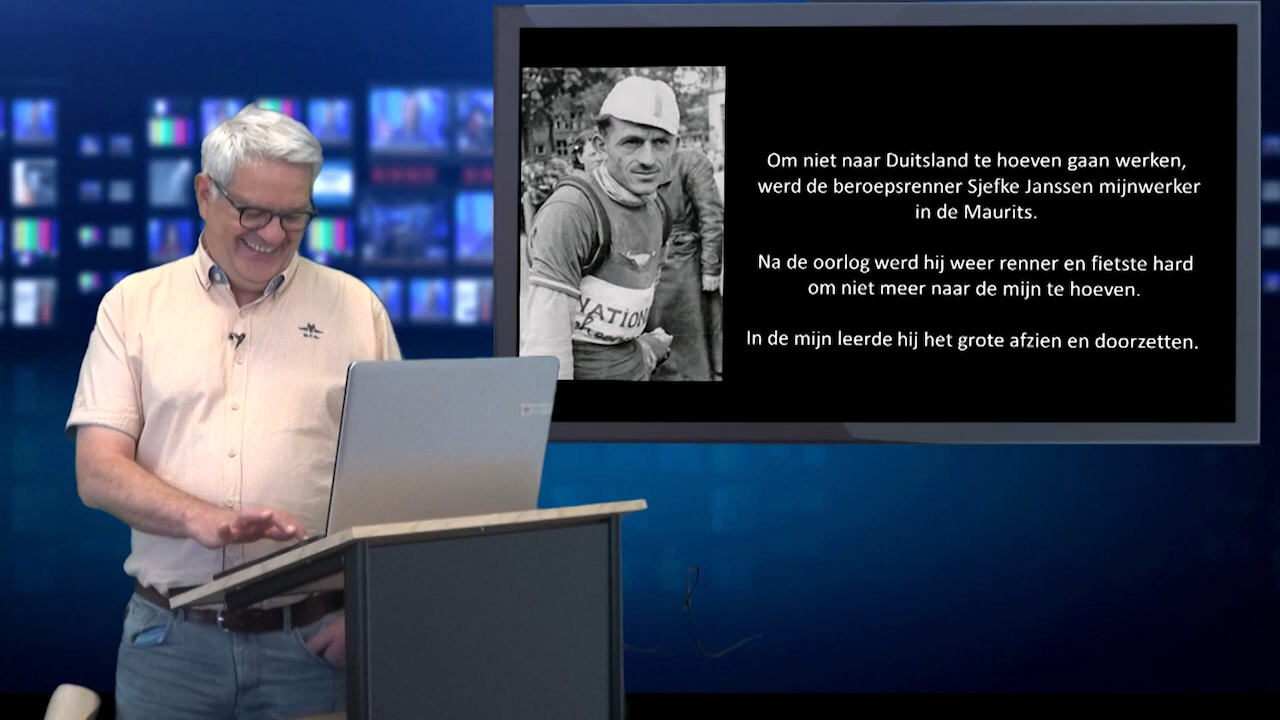 Om niet naar Duitsland te hoeven gaan werken,
werd de beroepsrenner Sjefke Janssen mijnwerker
in de Maurits.
Na de oorlog werd hij weer renner en fietste hard
om niet meer naar de mijn te hoeven.
In de mijn leerde hij het grote afzien en doorzetten.
NATION